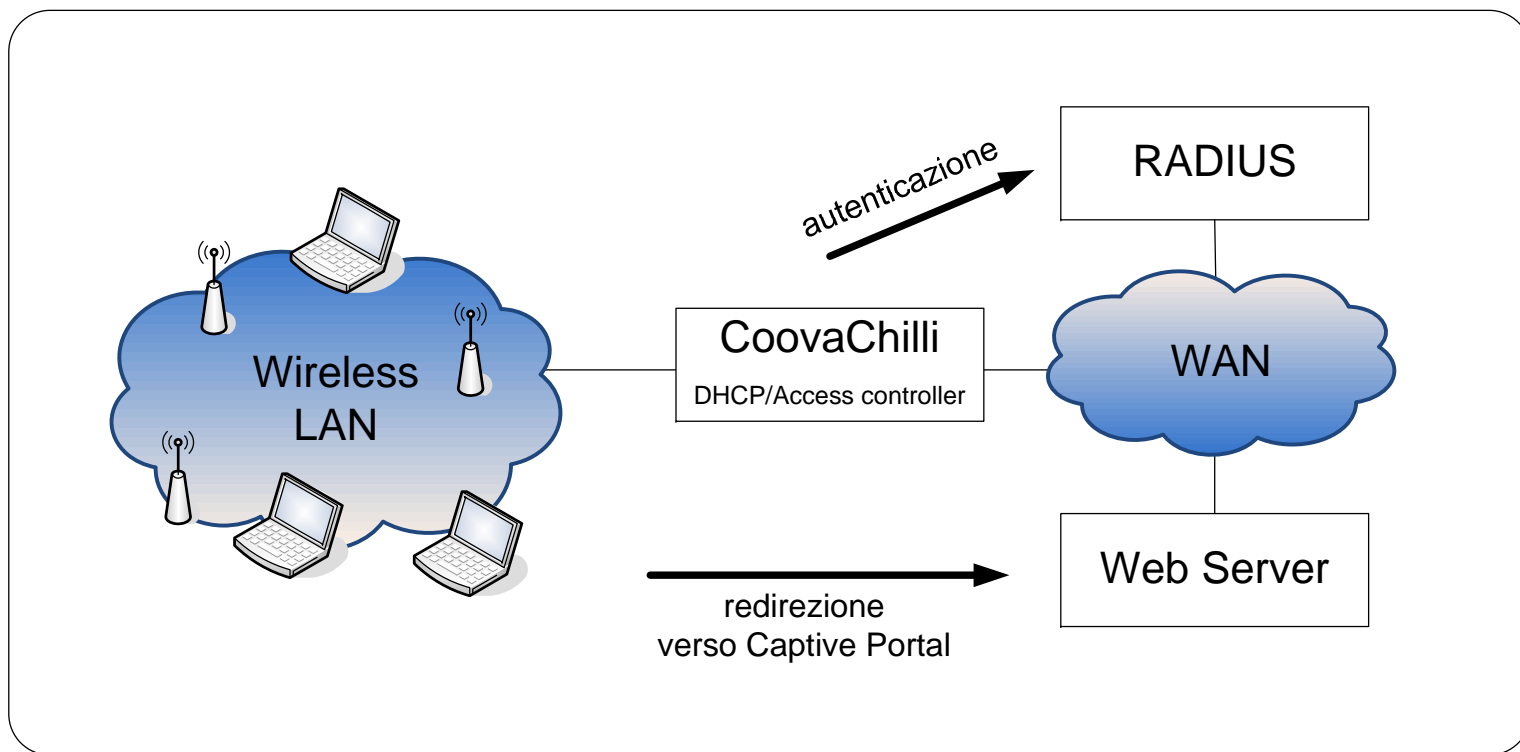 autenticazione
RADIUS
Wireless
LAN
CoovaChilli
DHCP/Access controller
WAN
Web Server
redirezione
verso Captive Portal